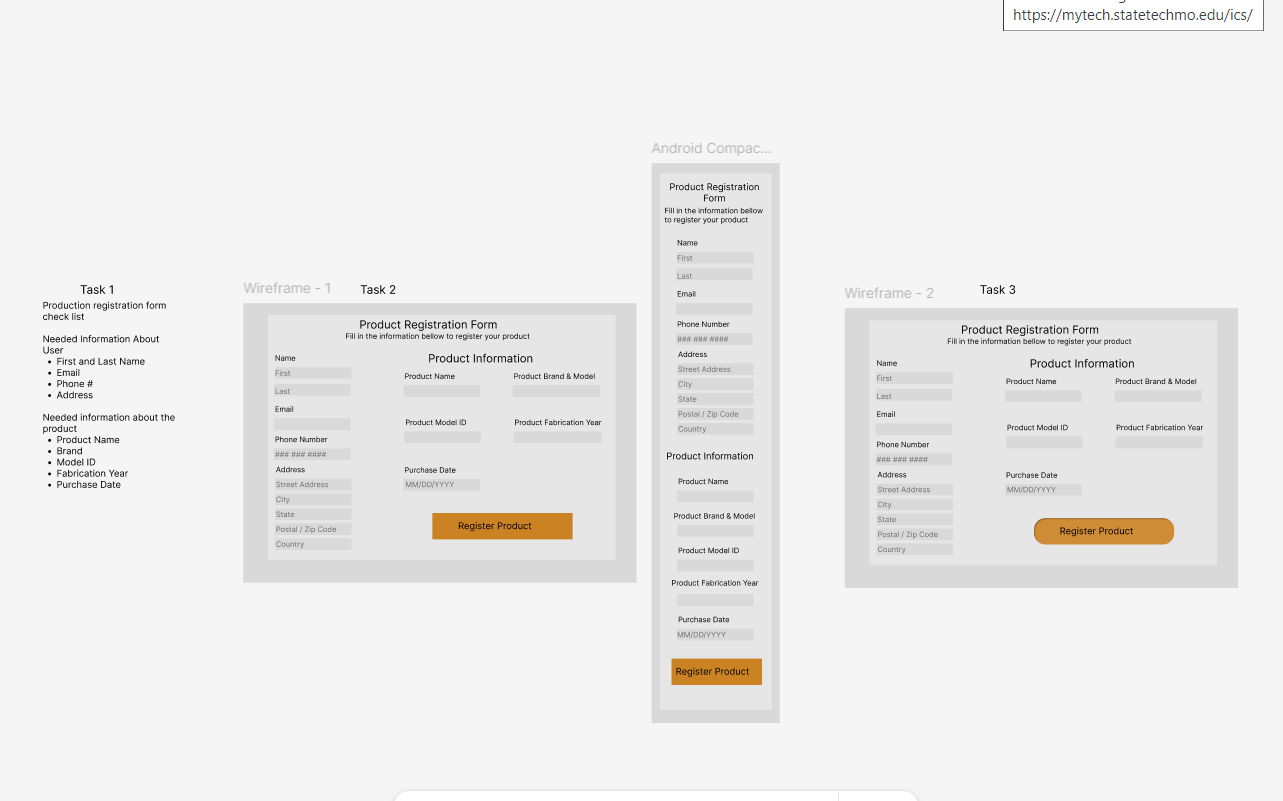 https://mytech.statetechmo.edu/ics/
Task 1
Production registration form
check list
Needed Information About
User
• First and Last Name
• Email
• Phone #
• Address
Needed information about the
product
• Product Name
• Brand
• Model ID
• Fabrication Year
• Purchase Date
Wireframe - 1
Task 2
Product Registration Form
Fill in the information bellow to register your product
Name
First
Last
Email
Phone Number
### ### ####
Address
Street Address
City
State
Postal / Zip Code
Country
Product Information
Product Name
Product Brand & Model
Product Model ID
Product Fabrication Year
Purchase Date
MM/DD/YYYY
Register Product
Android Compac...
Product Registration
Form
Fill in the information bellow
to register your product
Name
First
Last
Email
Phone Number
### ### ####
Address
Street Address
City
State
Postal / Zip Code
Country
Product Information
Product Name
Product Brand & Model
Product Model ID
Product Fabrication Year
Purchase Date
MM/DD/YYYY
Register Product
Wireframe - 2
Task 3
Product Registration Form
Fill in the information bellow to register your product
Name
First
Last
Email
Phone Number
### ### ####
Address
Street Address
City
State
Postal / Zip Code
Country
Product Information
Product Name
Product Brand & Model
Product Model ID
Product Fabrication Year
Purchase Date
MM/DD/YYYY
Register Product